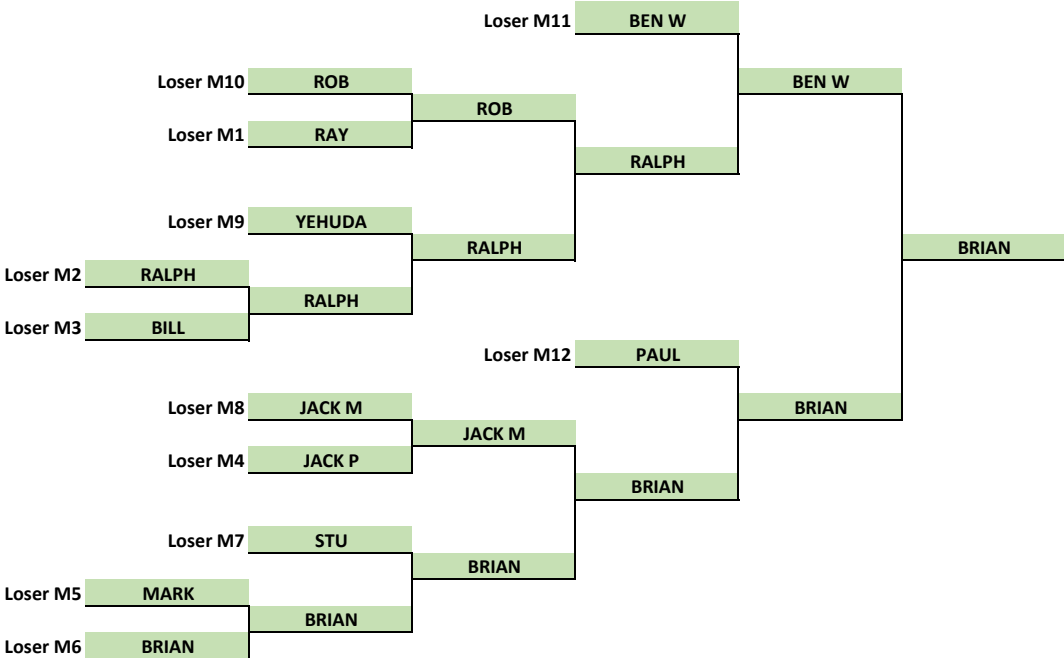 Loser M11 BEN W
Loser M10 ROB BEN W
ROB
Loser M1 RAY
RALPH
Loser M9 YEHUDA
RALPH BRIAN
Loser M2 RALPH
RALPH
Loser M3 BILL
Loser M12 PAUL
Loser M8 JACK M BRIAN
JACK M
Loser M4 JACK P
BRIAN
Loser M7 STU
BRIAN
Loser M5 MARK
BRIAN
Loser M6 BRIAN